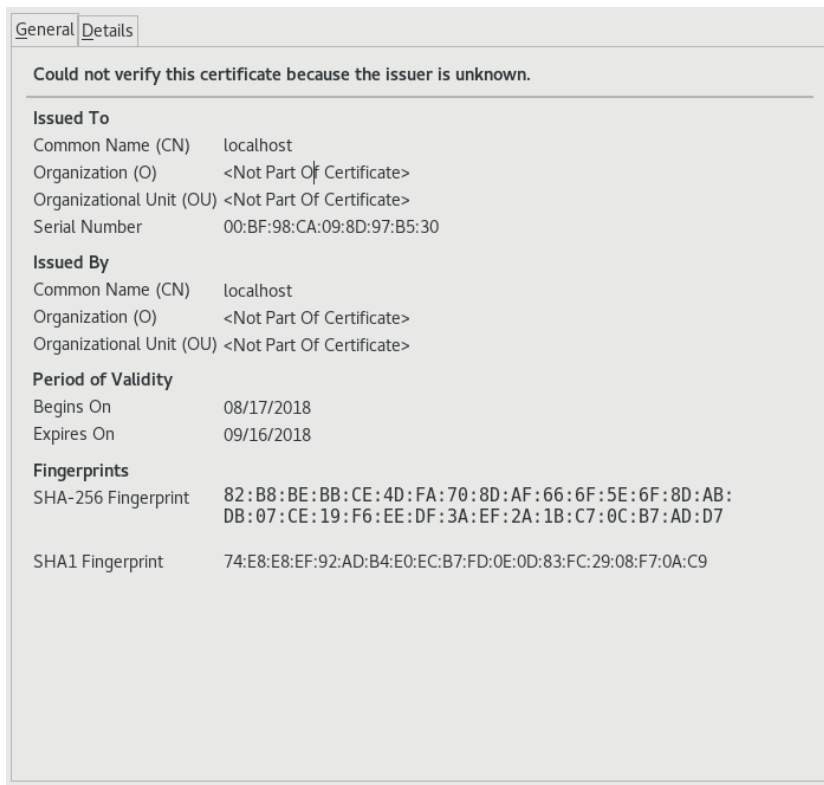 General Details
Could not verify this certificate because the issuer is unknown.
Issued To
Common Name (CN) localhost
Organization (O) <Not Part Of Certificate>
Organizational Unit (OU) <Not Part Of Certificate>
Serial Number 00:BF:98:CA:09:8D:97:B5:30
Issued By
Common Name (CN) localhost
Organization (O) <Not Part Of Certificate>
Organizational Unit (OU) <Not Part Of Certificate>
Period of Validity
Begins On 08/17/2018
Expires On 09/16/2018
Fingerprints
SHA-256 Fingerprint 82:B8:BE:BB:CE:4D:FA:70:8D:AF:66:6F:5E:6F:8D:AB:
DB:07:CE:19:F6:EE:DF:3A:EF:2A:1B:C7:0C:B7:AD:D7
SHA1 Fingerprint 74:E8:E8:EF:92:AD:B4:E0:EC:B7:FD:0E:0D:83:FC:29:08:F7:0A:C9